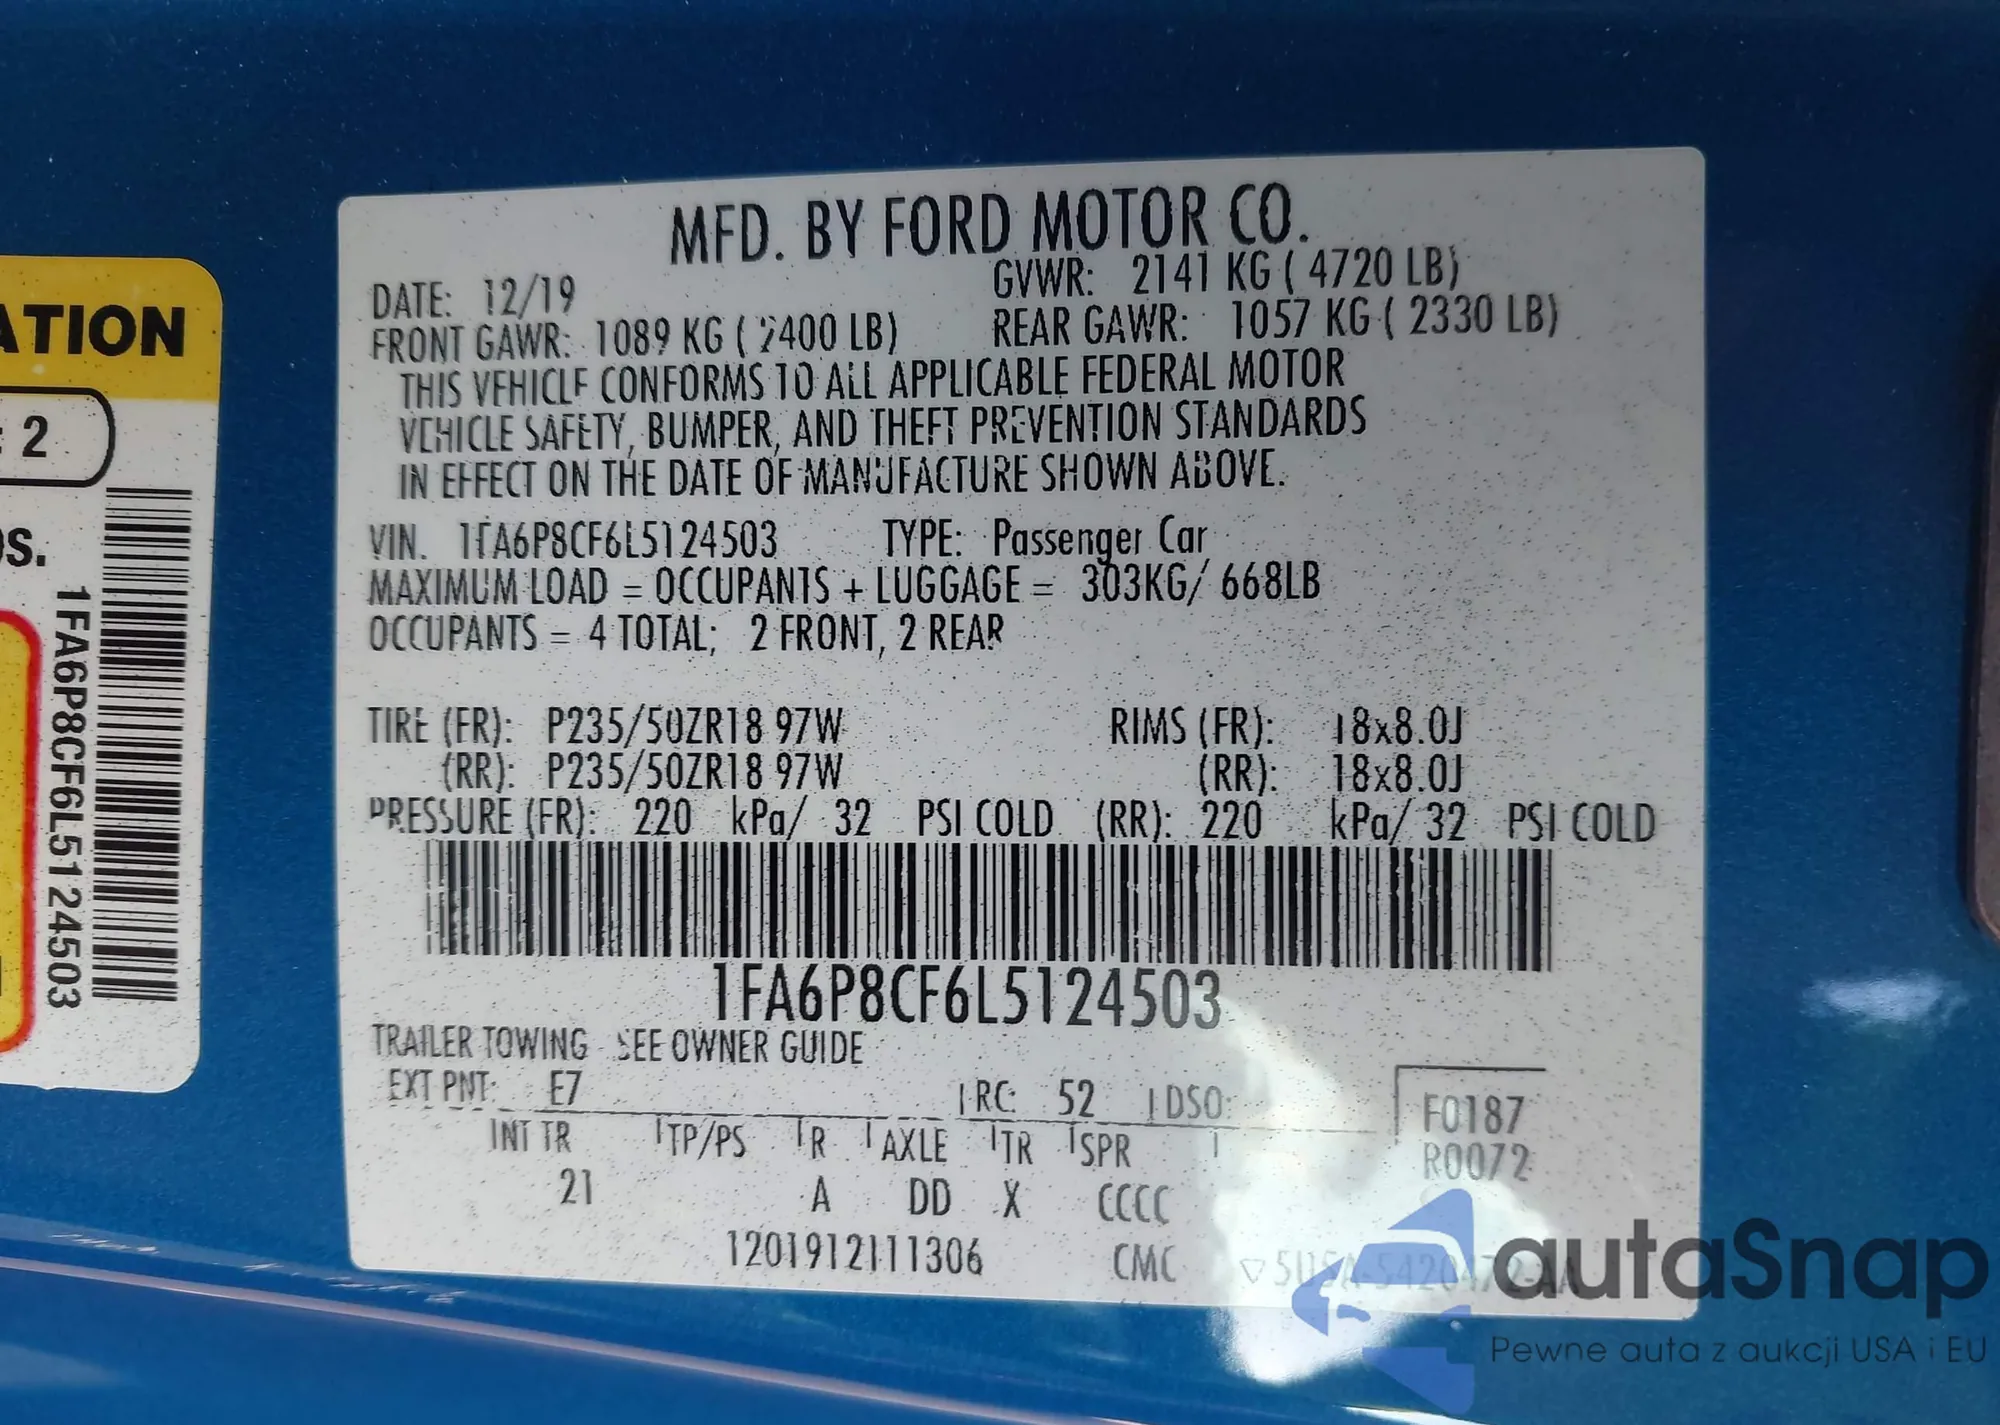 ATION
: 2
os.
1FA6P8CF6L5124503
MFD. BY FORD MOTOR CO.
DATE: 12/19 GVWR: 2141 KG ( 4720 LB)
FRONT GAWR: 1089 KG ( 2400 LB) REAR GAWR: 1057 KG ( 2330 LB)
THIS VEHICLE CONFORMS TO ALL APPLICABLE FEDERAL MOTOR
VEHICLE SAFETY, BUMPER, AND THEFT PREVENTION STANDARDS
IN EFFECT ON THE DATE OF MANUFACTURE SHOWN ABOVE.
VIN. 1FA6P8CF6L5124503 TYPE: Passenger Car
MAXIMUM LOAD = OCCUPANTS + LUGGAGE = 303KG/ 668LB
OCCUPANTS = 4 TOTAL; 2 FRONT, 2 REAR
TIRE (FR): P235/50ZR18 97W RIMS (FR): 18x8.0J
(RR): P235/50ZR18 97W (RR): 18x8.0J
PRESSURE (FR): 220 kPa/ 32 PSI COLD (RR): 220 kPa/ 32 PSI COLD
1FA6P8CF6L5124503
TRAILER TOWING - SEE OWNER GUIDE
EXT PNT: E7 RC: 52 DSO:
F0187
INT TR TP/PS R AXLE TR SPR
R0072
21 A DD X CCCC
1201912111306 CMC
autaSnap
Pewne auta z aukcji USA i EU